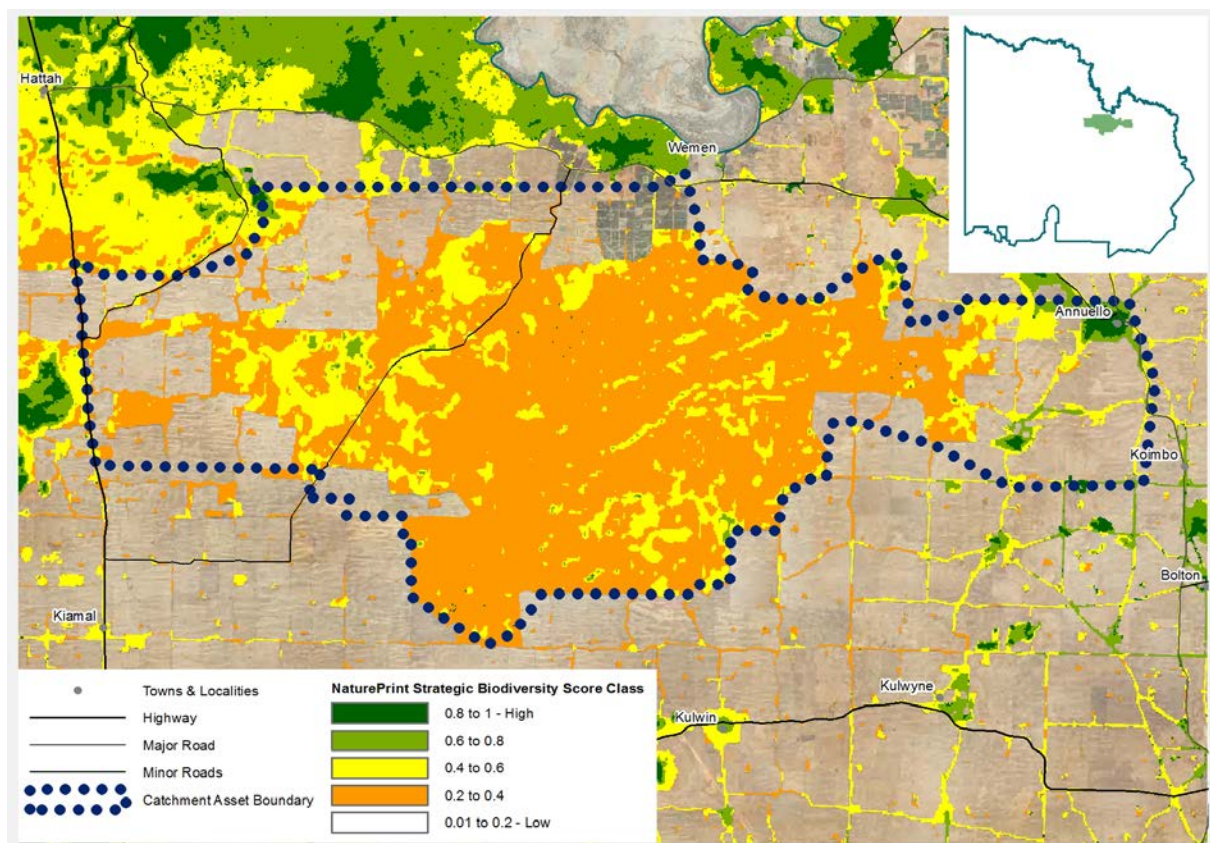 Hattah
Wemen
Annuello
Koimbo
Bolton
Kiamal
Kulwyne
Kulwin
Towns & Localities
Highway
Major Road
Minor Roads
Catchment Asset Boundary
NaturePrint Strategic Biodiversity Score Class
0.8 to 1 - High
0.6 to 0.8
0.4 to 0.6
0.2 to 0.4
0.01 to 0.2 - Low